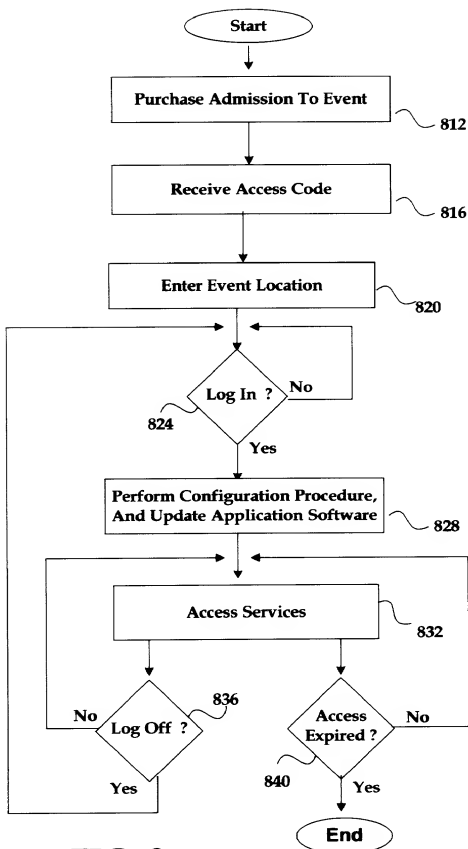 Start
Purchase Admission To Event
812
Receive Access Code
816
Enter Event Location
820
Log In ?
No
824
Yes
Perform Configuration Procedure,
And Update Application Software
828
Access Services
832
836
No
Log Off ?
Access
Expired ?
No
Yes
840
Yes
End